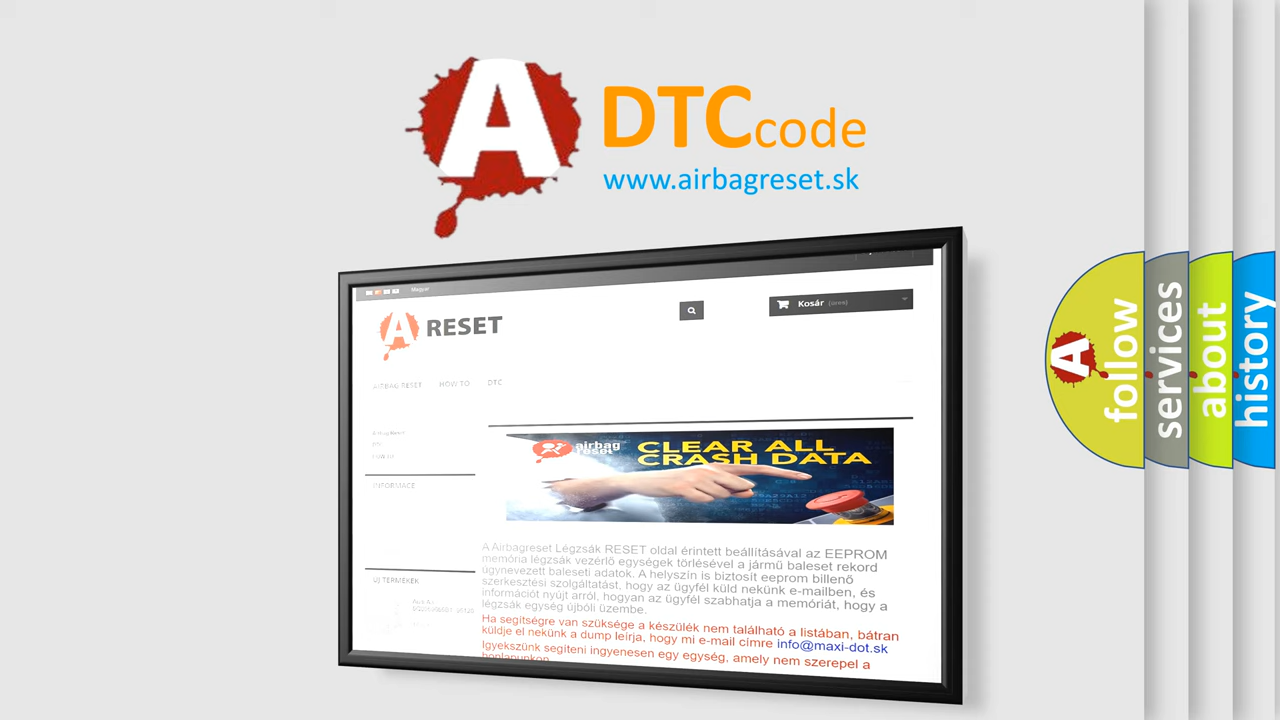 A
DTCcode
www.airbagreset.sk
Magyar
A RESET
Kosár (üres)
AIRBAG RESET HOW TO DTC
INFORMACE
airbag
reset
CLEAR ALL
CRASH DATA
A Airbagreset Légzsák RESET oldal érintett beállításával az EEPROM
memória légzsák vezérlő egységek törlésével a jármű baleset rekord
úgynevezett baleseti adatok. A helyszín is biztosít eeprom billenő
szerkesztési szolgáltatást, hogy az ügyfél küld nekünk e-mailben, és
információt nyújt arról, hogyan az ügyfél szabhatja a memóriát, hogy a
légzsák egység újbóli üzembe.
ÚJ TERMÉKEK
Ha segítségre van szüksége a készülék nem található a listában, bátran
küldje el nekünk a dump leírja, hogy mi e-mail címre info@maxi-dot.sk
Igyekszünk segíteni ingyenesen egy egység, amely nem szerepel a
honlapunkon
A
follow
services
about
history